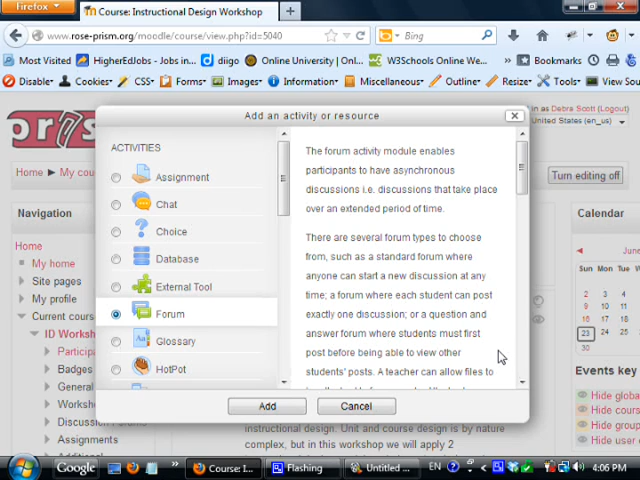 Firefox
Course: Instructional Design Workshop
www.rose-prism.org/moodle/course/view.php?id=5040
Bing
Most Visited
HigherEdJobs - Jobs in...
diigo
Online University | Onl...
W3Schools Online We...
Bookmarks
Disable
Cookies
CSS
Forms
Images
Miscellaneous
Outline
Resize
Tools
View Sou
Add an activity or resource
in as Debra Scott (Logout)
United States (en_us)
Home
My cou
Turn editing off
ACTIVITIES
Assignment
Chat
Choice
Database
External Tool
Forum
Glossary
HotPot
The forum activity module enables
participants to have asynchronous
discussions i.e. discussions that take place
over an extended period of time.
There are several forum types to choose
from, such as a standard forum where
anyone can start a new discussion at any
time; a forum where each student can post
exactly one discussion; or a question and
answer forum where students must first
post before being able to view other
students' posts. A teacher can allow files to
Add
Cancel
Navigation
Home
My home
Site pages
My profile
Current course
ID Worksh
Particip
Badges
General
Worksh
Discussion
Assignments
Calendar
June
Sun Mon Tue
2 3 4
9 10 11
16 17 18
23 24 25
30
Events key
Hide globa
Hide cours
Hide group
Hide user
instructional design. Unit and course design is by nature
complex, but in this workshop we will apply 2
Google
Course: I...
Flashing
Untitled ...
EN
4:06 PM